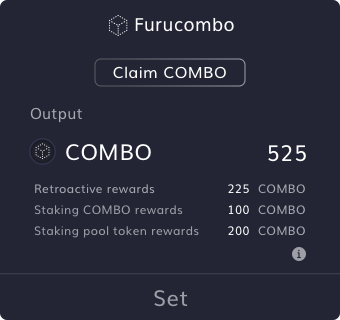 Furucombo
Claim COMBO
Output
COMBO 525
Retroactive rewards 225 COMBO
Staking COMBO rewards 100 COMBO
Staking pool token rewards 200 COMBO
i
Set